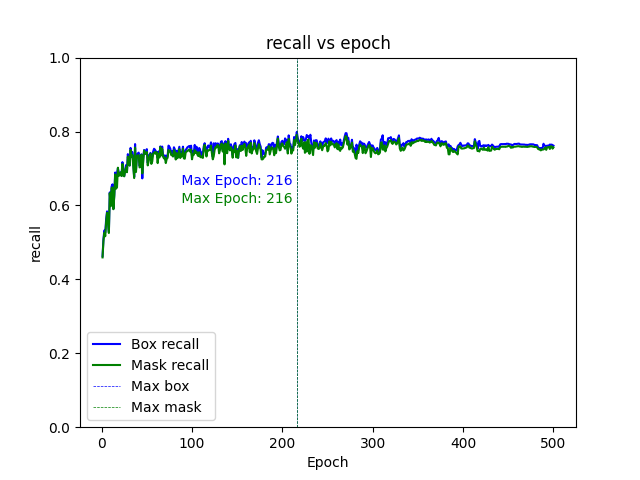 recall vs epoch
1.0
0.8
0.6
0.4
0.2
0.0
recall
Max Epoch: 216
Max Epoch: 216
Box recall
Mask recall
Max box
Max mask
0 100 200 300 400 500
Epoch